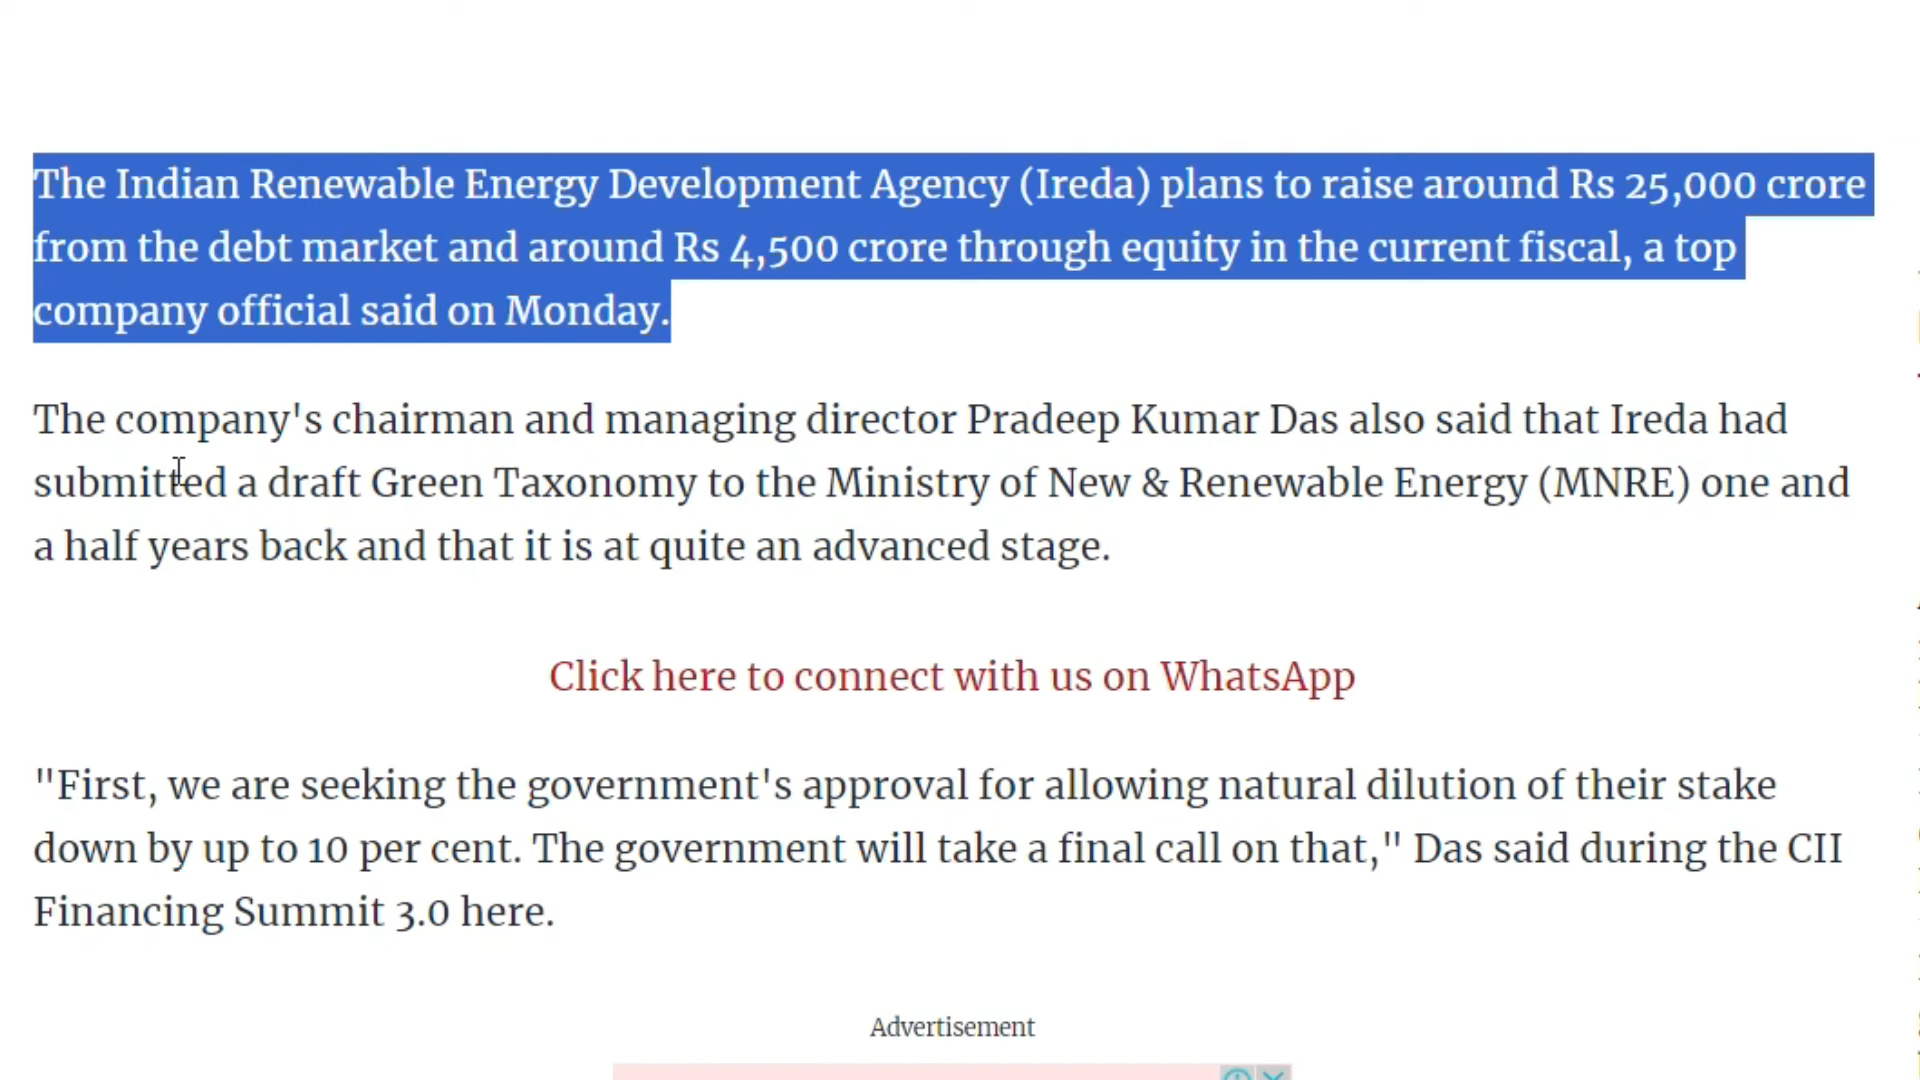 The Indian Renewable Energy Development Agency (Ireda) plans to raise around Rs 25,000 crore
from the debt market and around Rs 4,500 crore through equity in the current fiscal, a top
company official said on Monday.
The company's chairman and managing director Pradeep Kumar Das also said that Ireda had
submitted a draft Green Taxonomy to the Ministry of New & Renewable Energy (MNRE) one and
a half years back and that it is at quite an advanced stage.
Click here to connect with us on WhatsApp
"First, we are seeking the government's approval for allowing natural dilution of their stake
down by up to 10 per cent. The government will take a final call on that," Das said during the CII
Financing Summit 3.0 here.
Advertisement